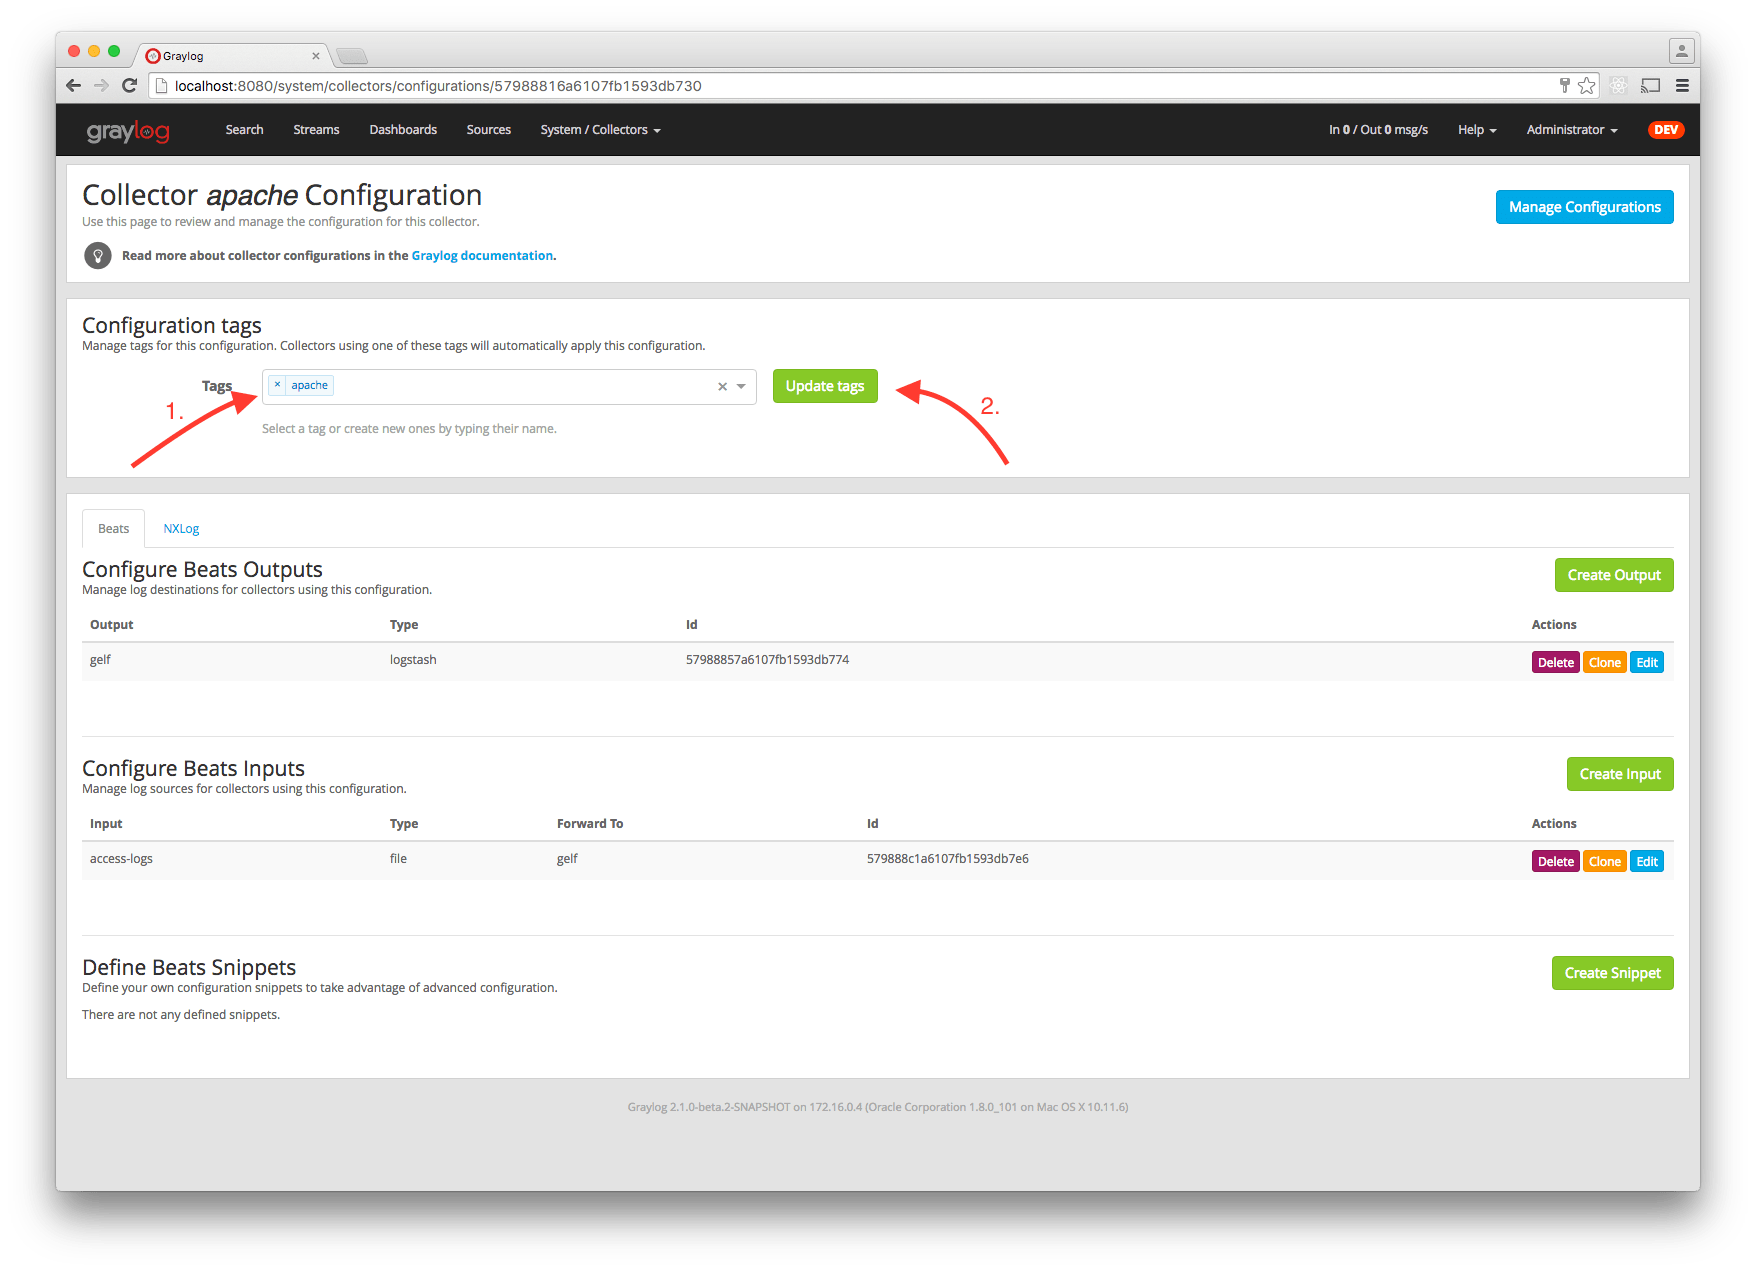 Graylog
localhost:8080/system/collectors/configurations/57988816a6107fb1593db730
graylog Search Streams Dashboards Sources System / Collectors In 0 / Out 0 msg/s Help Administrator DEV
Collector apache Configuration
Use this page to review and manage the configuration for this collector.
Manage Configurations
Read more about collector configurations in the Graylog documentation.
Configuration tags
Manage tags for this configuration. Collectors using one of these tags will automatically apply this configuration.
Tags × apache × Update tags
1. 2.
Select a tag or create new ones by typing their name.
Beats NXLog
Configure Beats Outputs
Manage log destinations for collectors using this configuration.
Create Output
Output Type Id Actions
gelf logstash 57988857a6107fb1593db774 Delete Clone Edit
Configure Beats Inputs
Manage log sources for collectors using this configuration.
Create Input
Input Type Forward To Id Actions
access-logs file gelf 579888c1a6107fb1593db7e6 Delete Clone Edit
Define Beats Snippets
Define your own configuration snippets to take advantage of advanced configuration.
Create Snippet
There are not any defined snippets.
Graylog 2.1.0-beta.2-SNAPSHOT on 172.16.0.4 (Oracle Corporation 1.8.0_101 on Mac OS X 10.11.6)